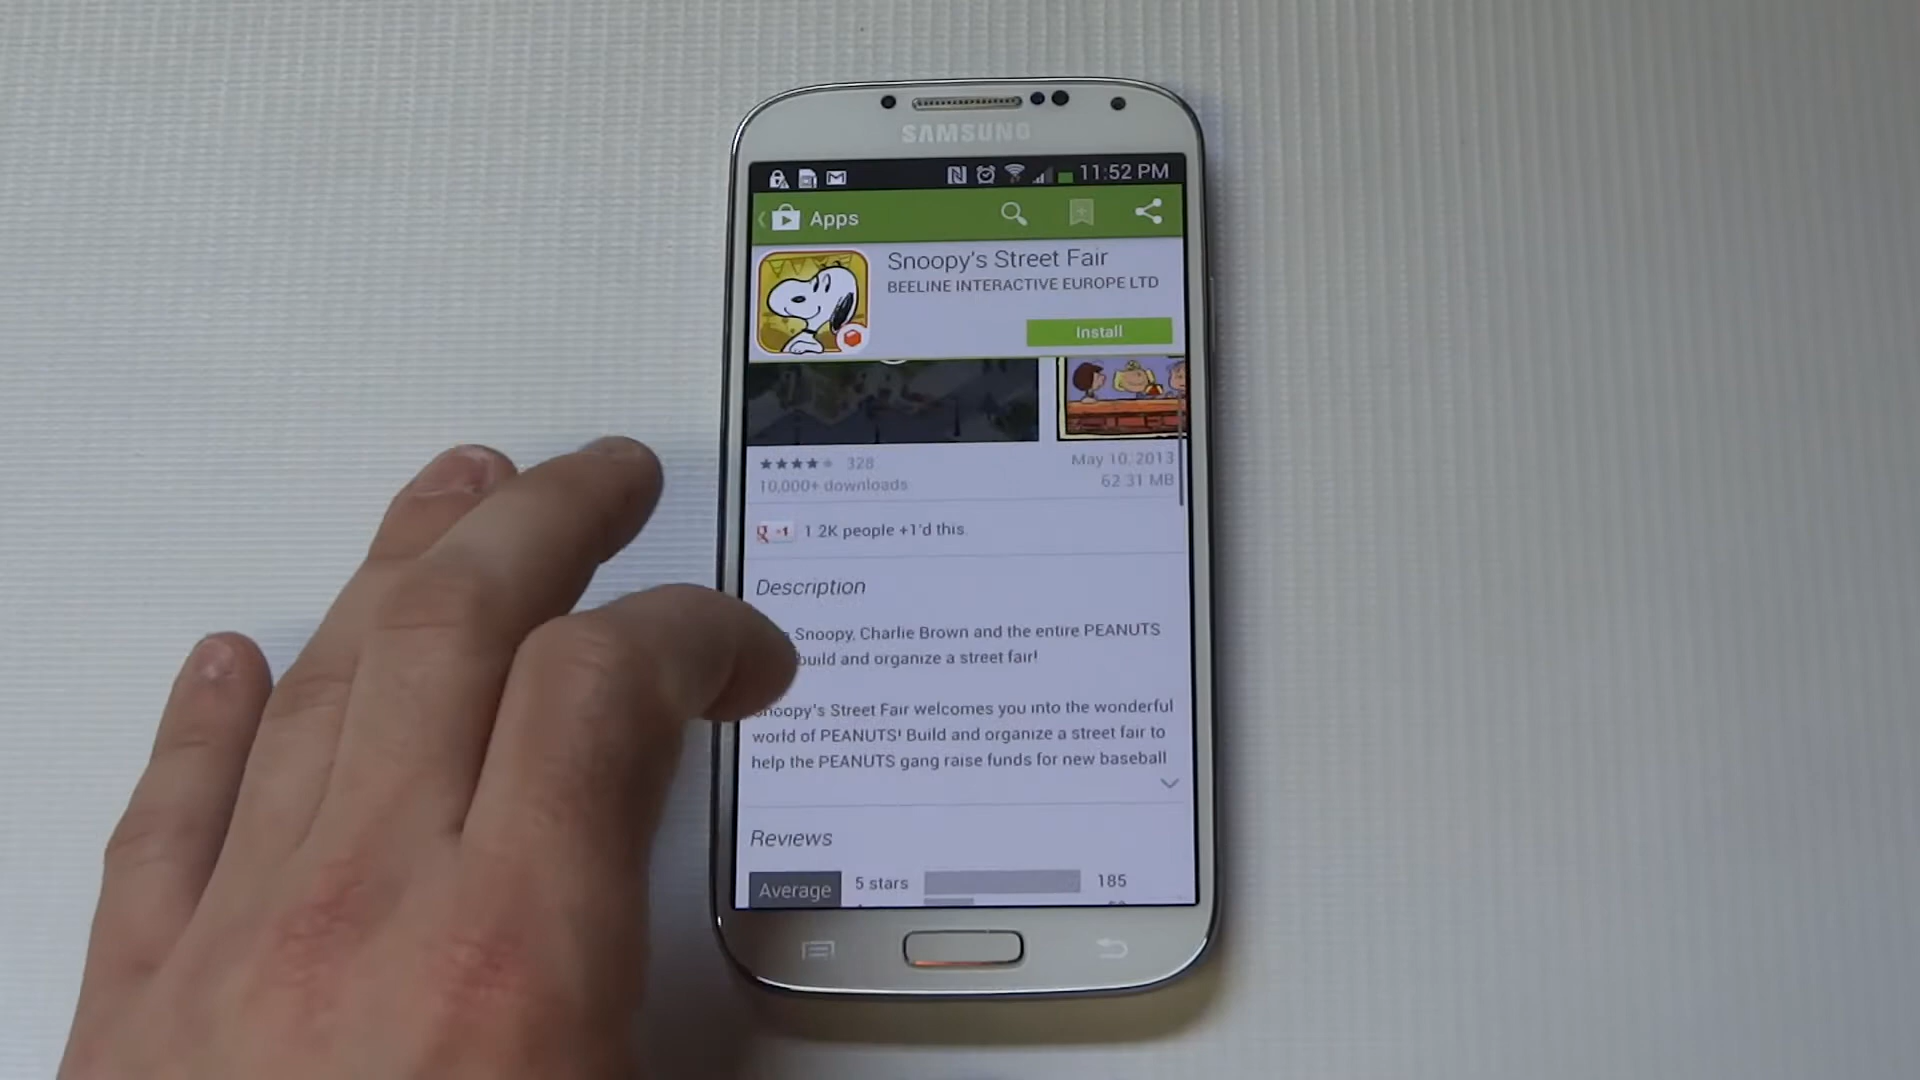 SAMSUNG
11:52 PM
Apps
Snoopy's Street Fair
BEELINE INTERACTIVE EUROPE LTD
Install
328
May 10, 2013
10,000+ downloads
62.31 MB
1.2K people +1'd this.
Description
Snoopy, Charlie Brown and the entire PEANUTS
build and organize a street fair!
Snoopy's Street Fair welcomes you into the wonderful
world of PEANUTS! Build and organize a street fair to
help the PEANUTS gang raise funds for new baseball
Reviews
Average
5 stars
185